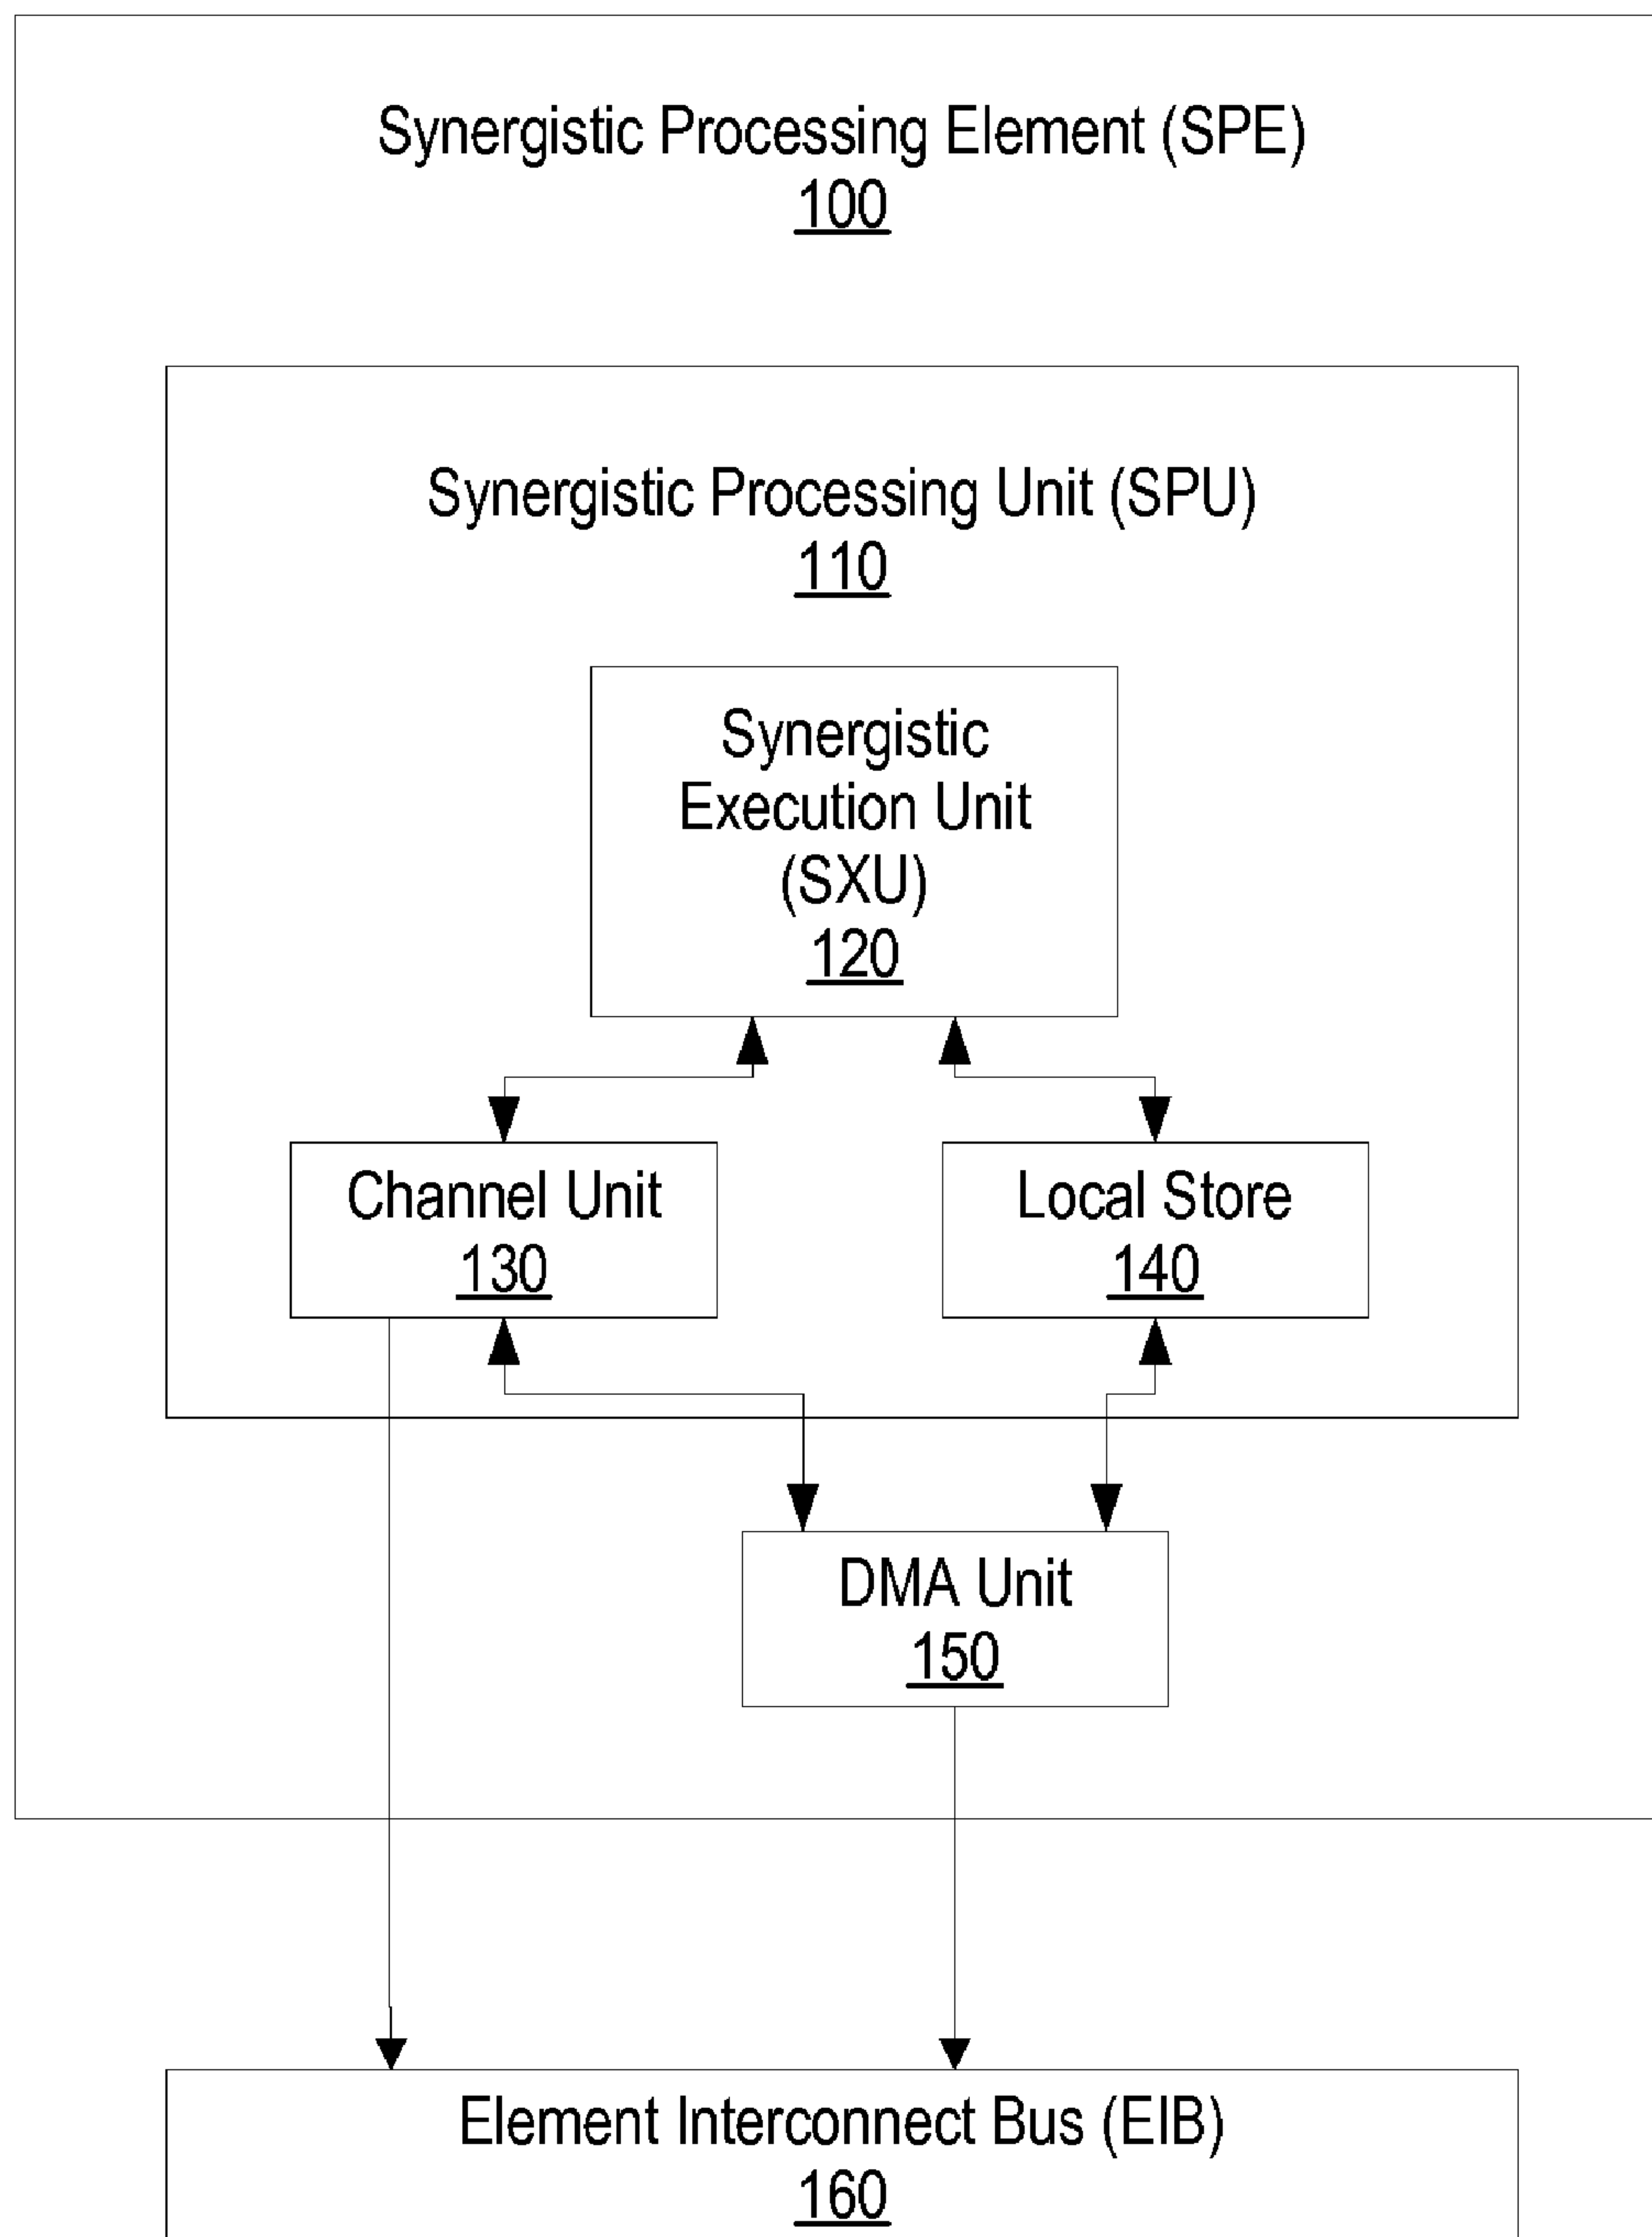 Synergistic Processing Element (SPE)
100
Synergistic Processing Unit (SPU)
110
Synergistic
Execution Unit
(SXU)
120
Channel Unit
130
Local Store
140
DMA Unit
150
Element Interconnect Bus (EIB)
160